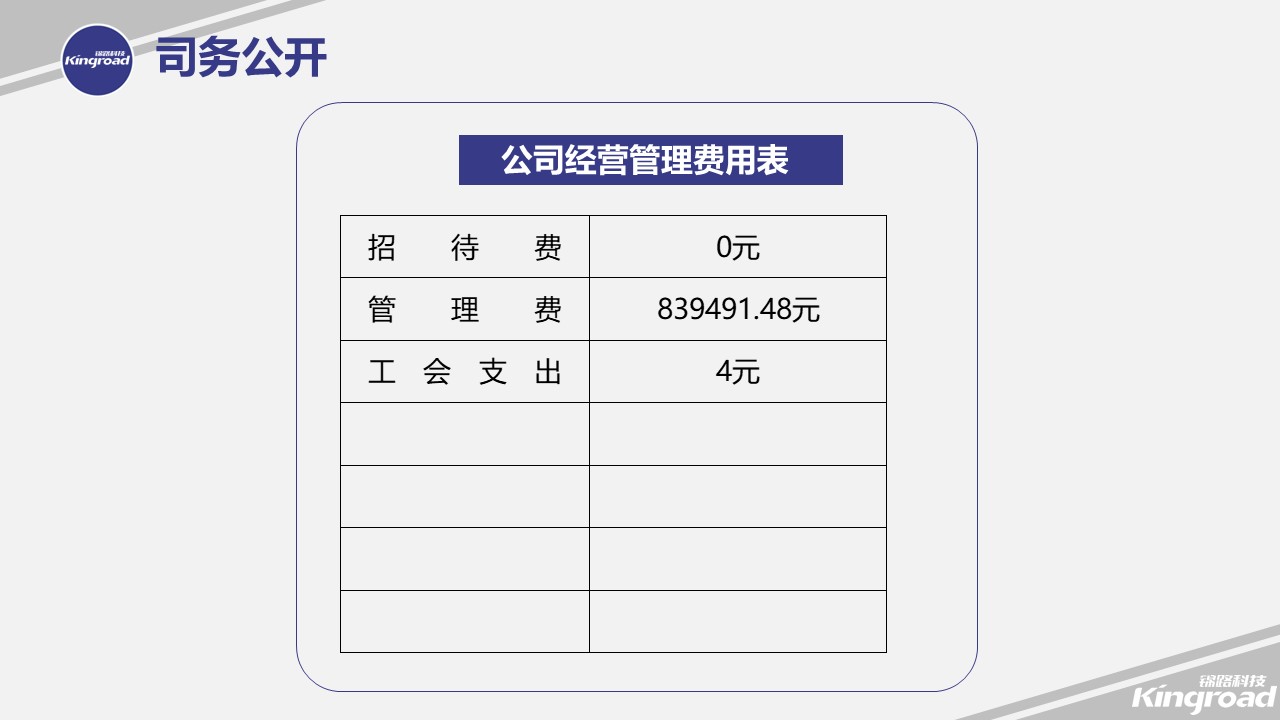 锦路科技
Kingroad
司务公开
公司经营管理费用表
招待费 0元
管理费 839491.48元
工会支出 4元
锦路科技
Kingroad